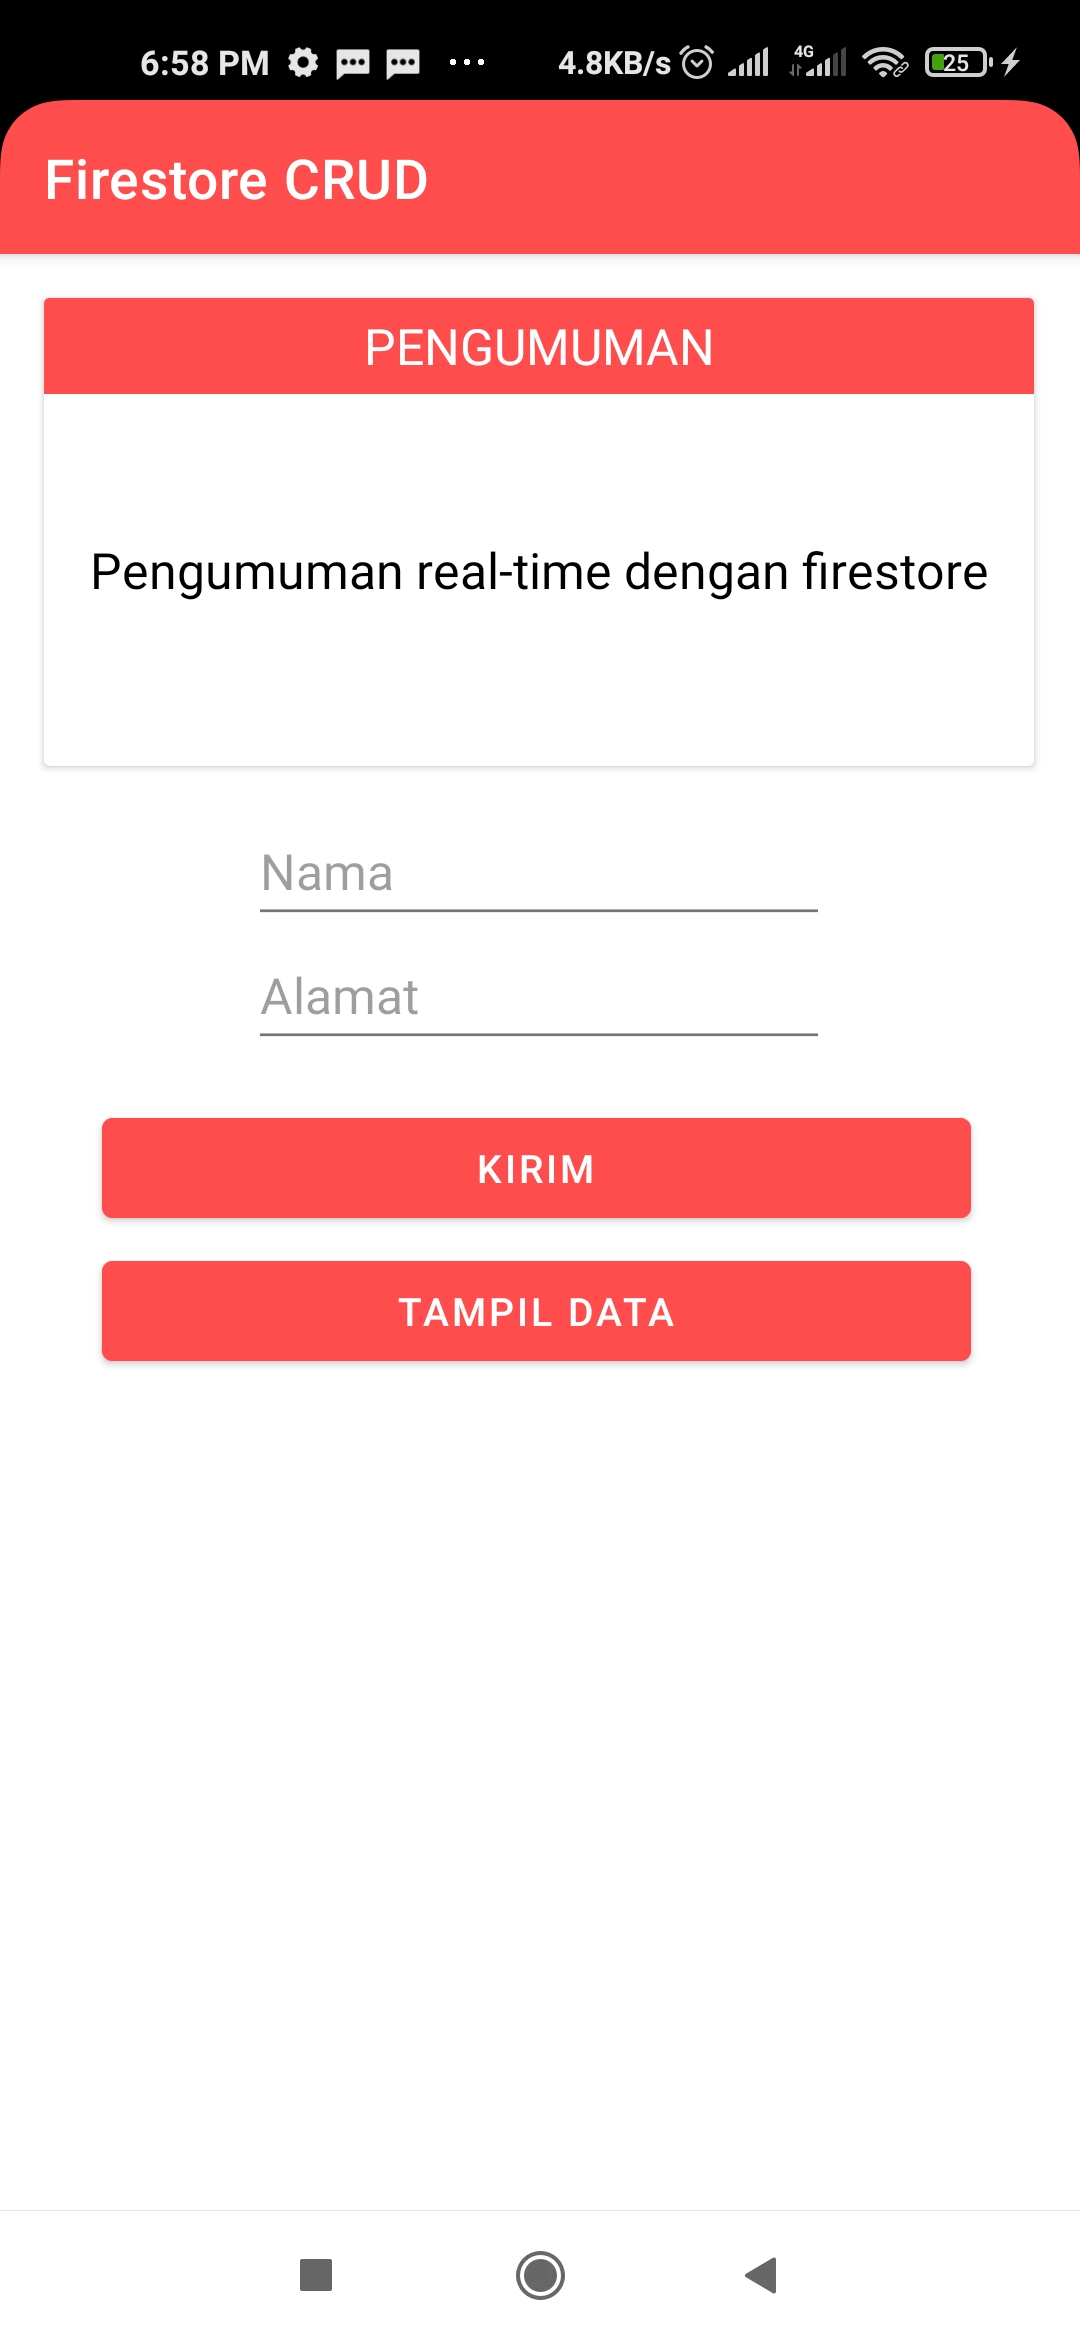 6:58 PM 4.8KB/s 4G 25
Firestore CRUD
PENGUMUMAN
Pengumuman real-time dengan firestore
Nama
Alamat
KIRIM
TAMPIL DATA